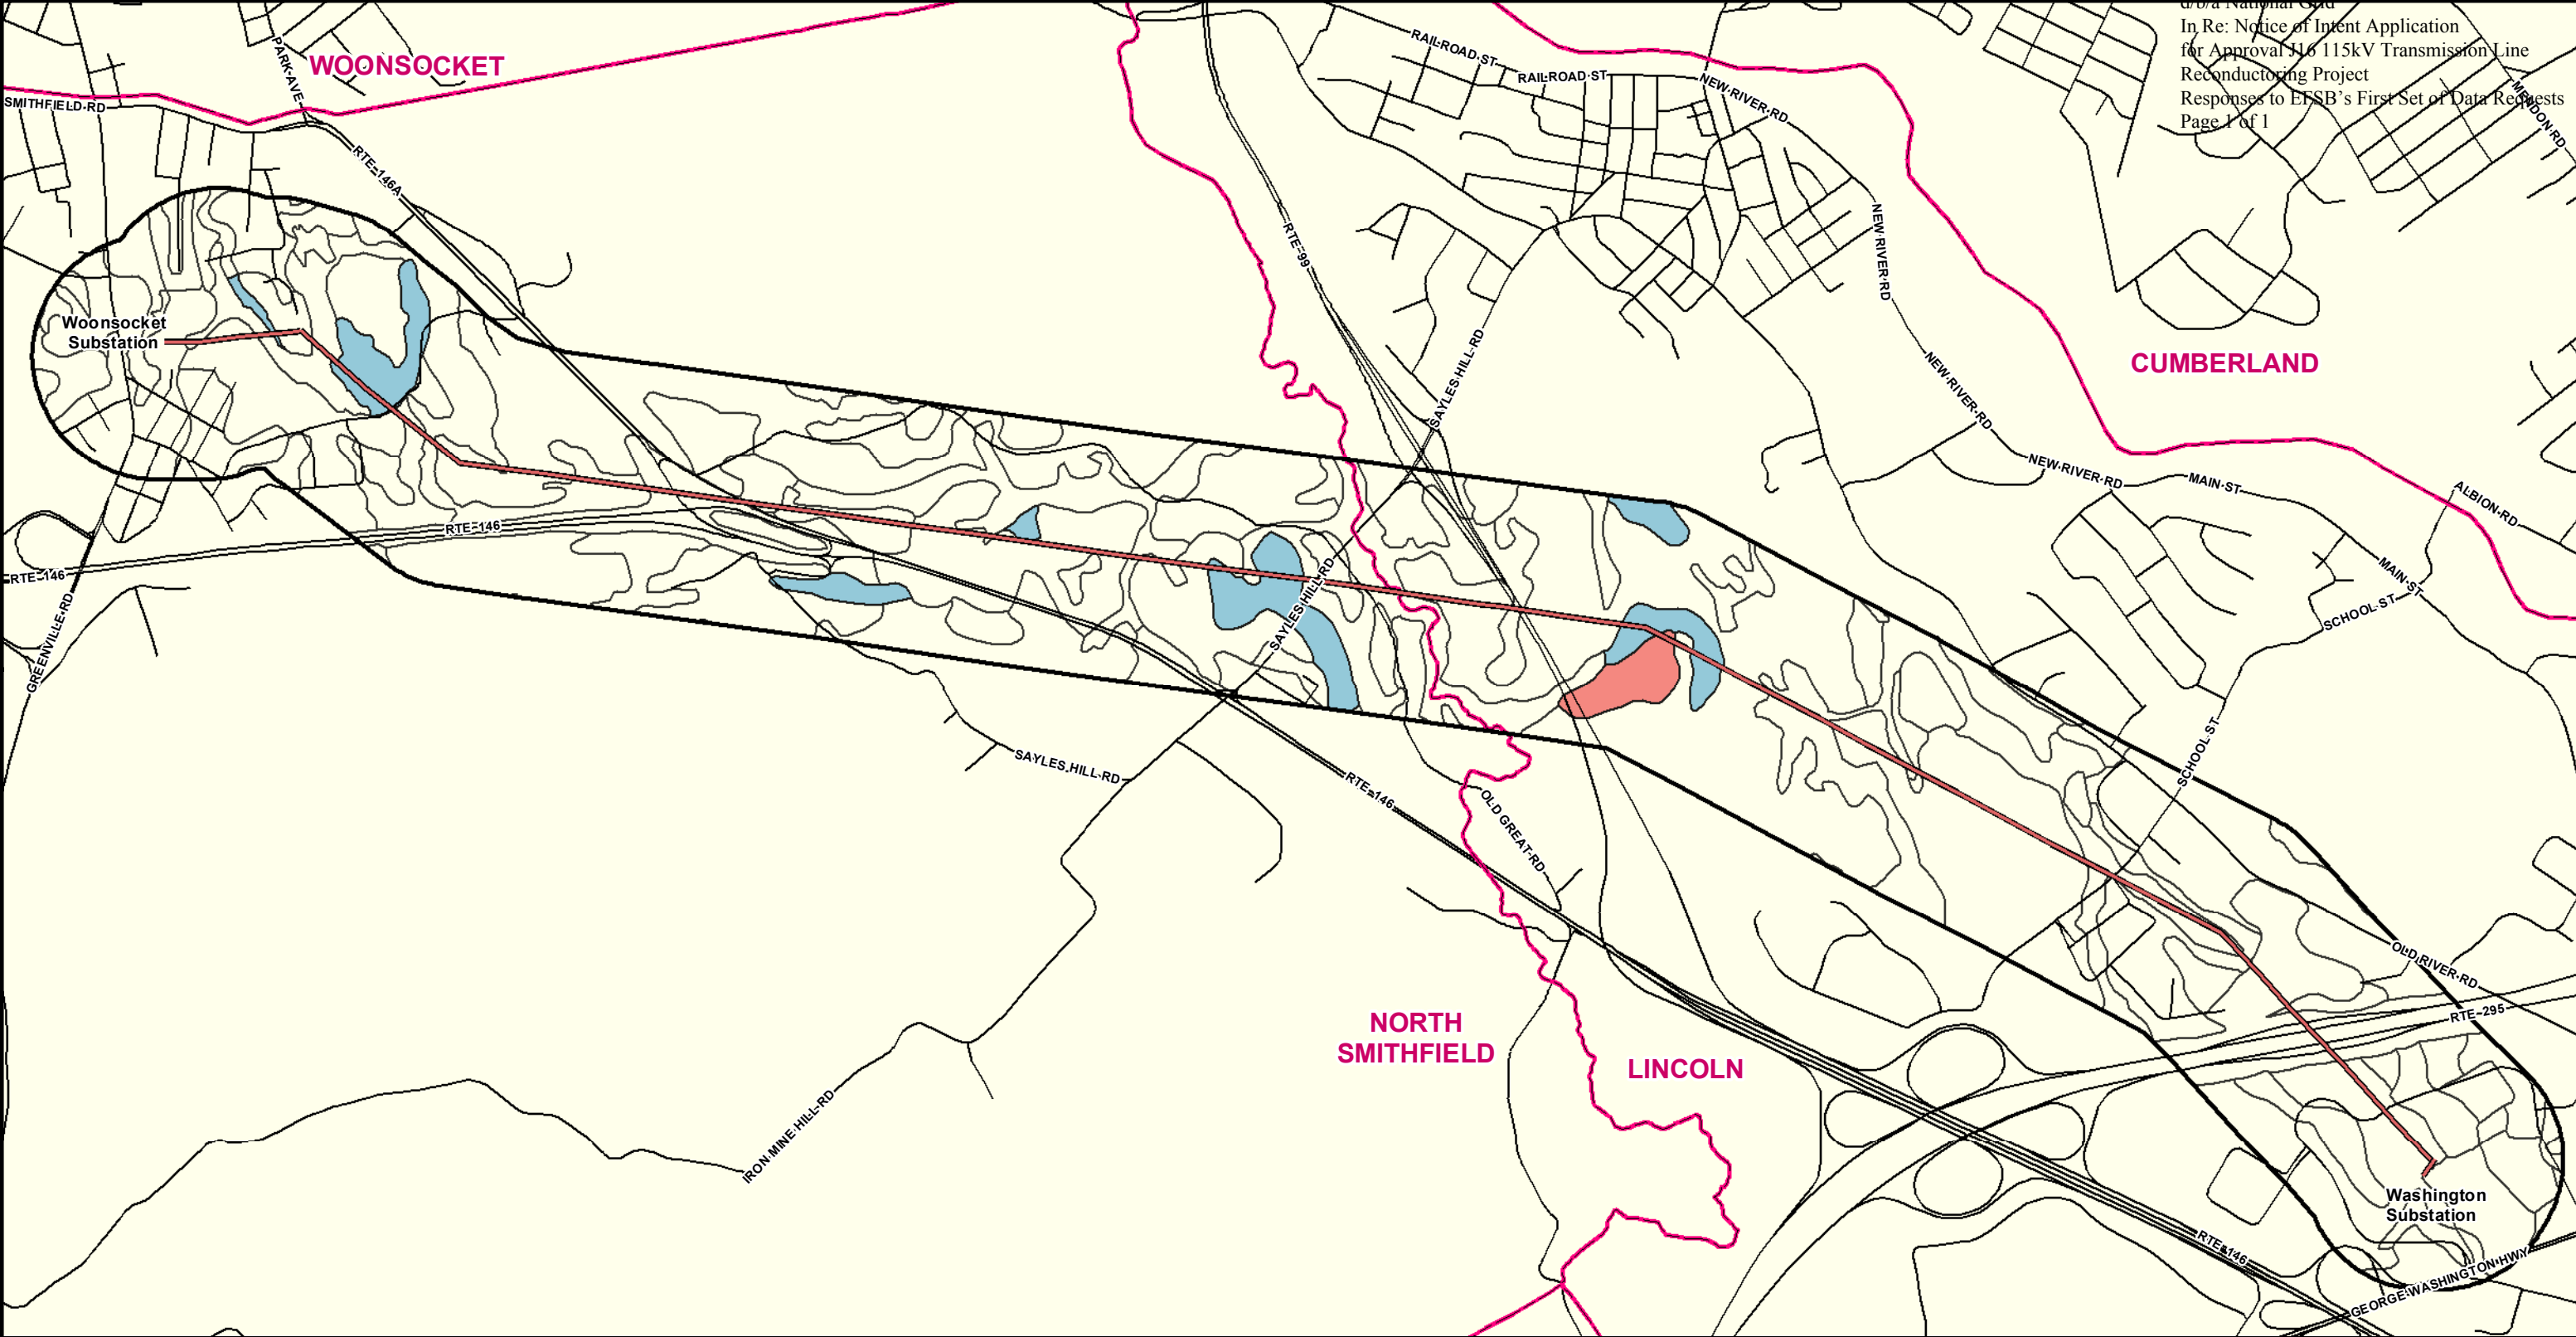 d/b/a National Grid
In Re: Notice of Intent Application
for Approval J16 115kV Transmission Line
Reconductoring Project
Responses to EFSB's First Set of Data Requests
Page 1 of 1
WOONSOCKET
PARK AVE
SMITHFIELD RD
RTE-146A
RAILROAD ST
RAILROAD ST
NEW RIVER RD
MENDON RD
RTE-99
NEW RIVER RD
Woonsocket
Substation
SAYLES HILL RD
CUMBERLAND
NEW RIVER RD
NEW RIVER RD
MAIN ST
ALBION RD
RTE-146
RTE-146
GREENVILLE RD
SAYLES HILL RD
MAIN ST
SCHOOL ST
SCHOOL ST
SAYLES HILL RD
RTE-146
OLD GREAT RD
OLD RIVER RD
RTE-295
NORTH
SMITHFIELD
LINCOLN
IRON MINE HILL RD
Washington
Substation
RTE-146
GEORGE WASHINGTON HWY